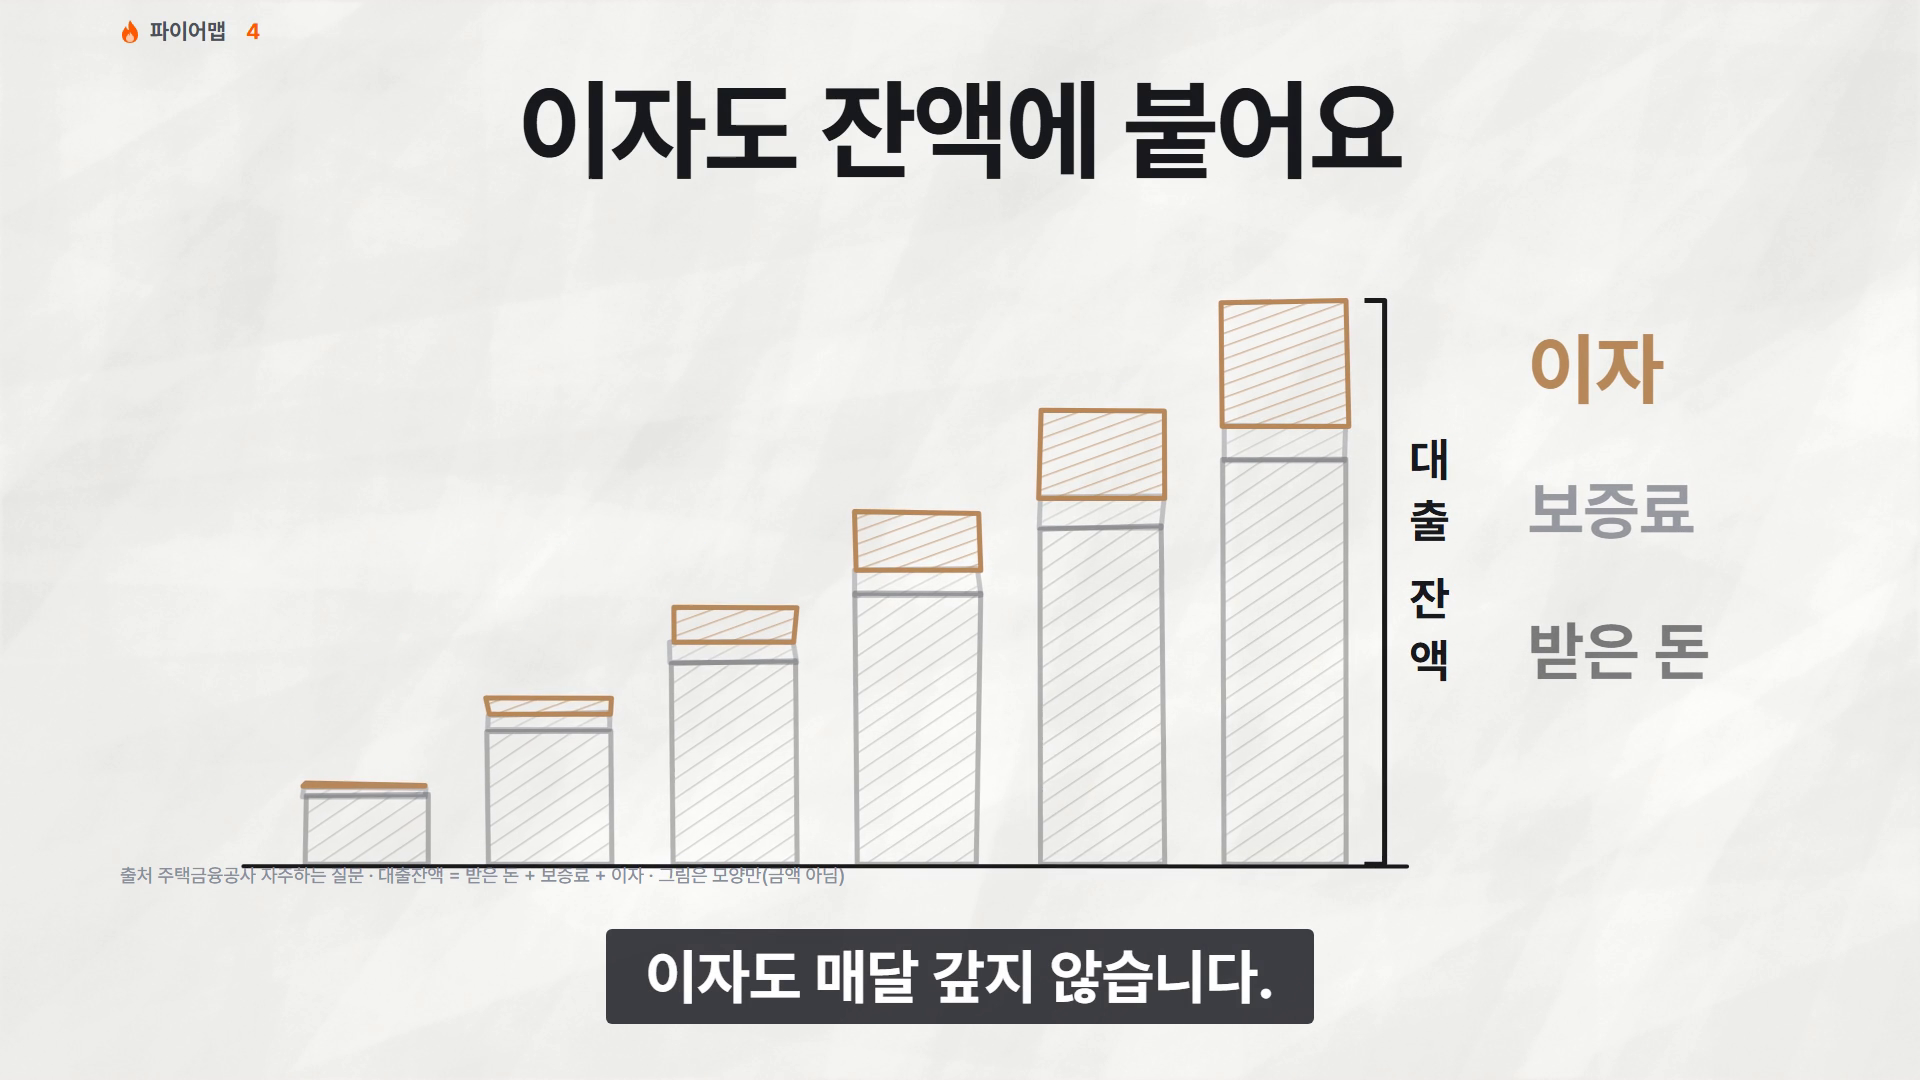 파이어맵 4
이자도 잔액에 붙어요
이자
보증료
받은 돈
대출 잔액
출처 주택금융공사 자주하는 질문 · 대출잔액 = 받은 돈 + 보증료 + 이자 · 그림은 모양만(금액 아님)
이자도 매달 갚지 않습니다.